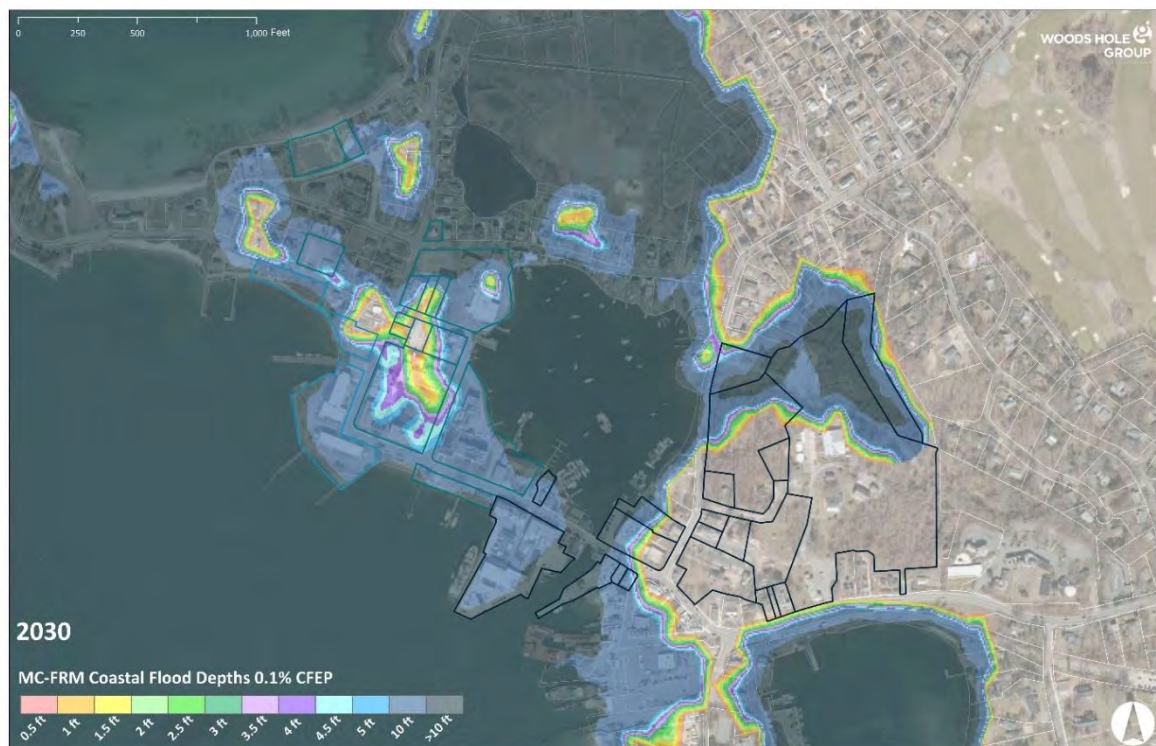 0 250 500 1,000 Feet
WOODS HOLE
GROUP
2030
MC-FRM Coastal Flood Depths 0.1% CFEP
0.5 ft 1 ft 1.5 ft 2 ft 2.5 ft 3 ft 3.5 ft 4 ft 4.5 ft 5 ft 10 ft >10 ft